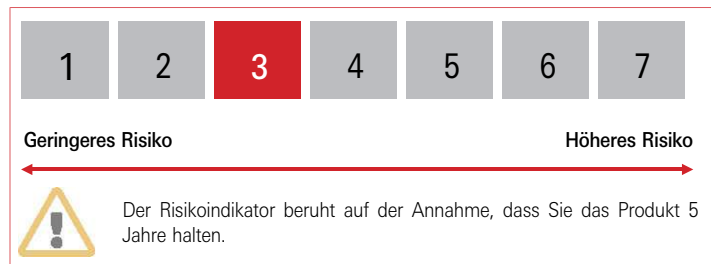 1 2 3 4 5 6 7
Geringeres Risiko Höheres Risiko
Der Risikoindikator beruht auf der Annahme, dass Sie das Produkt 5
Jahre halten.